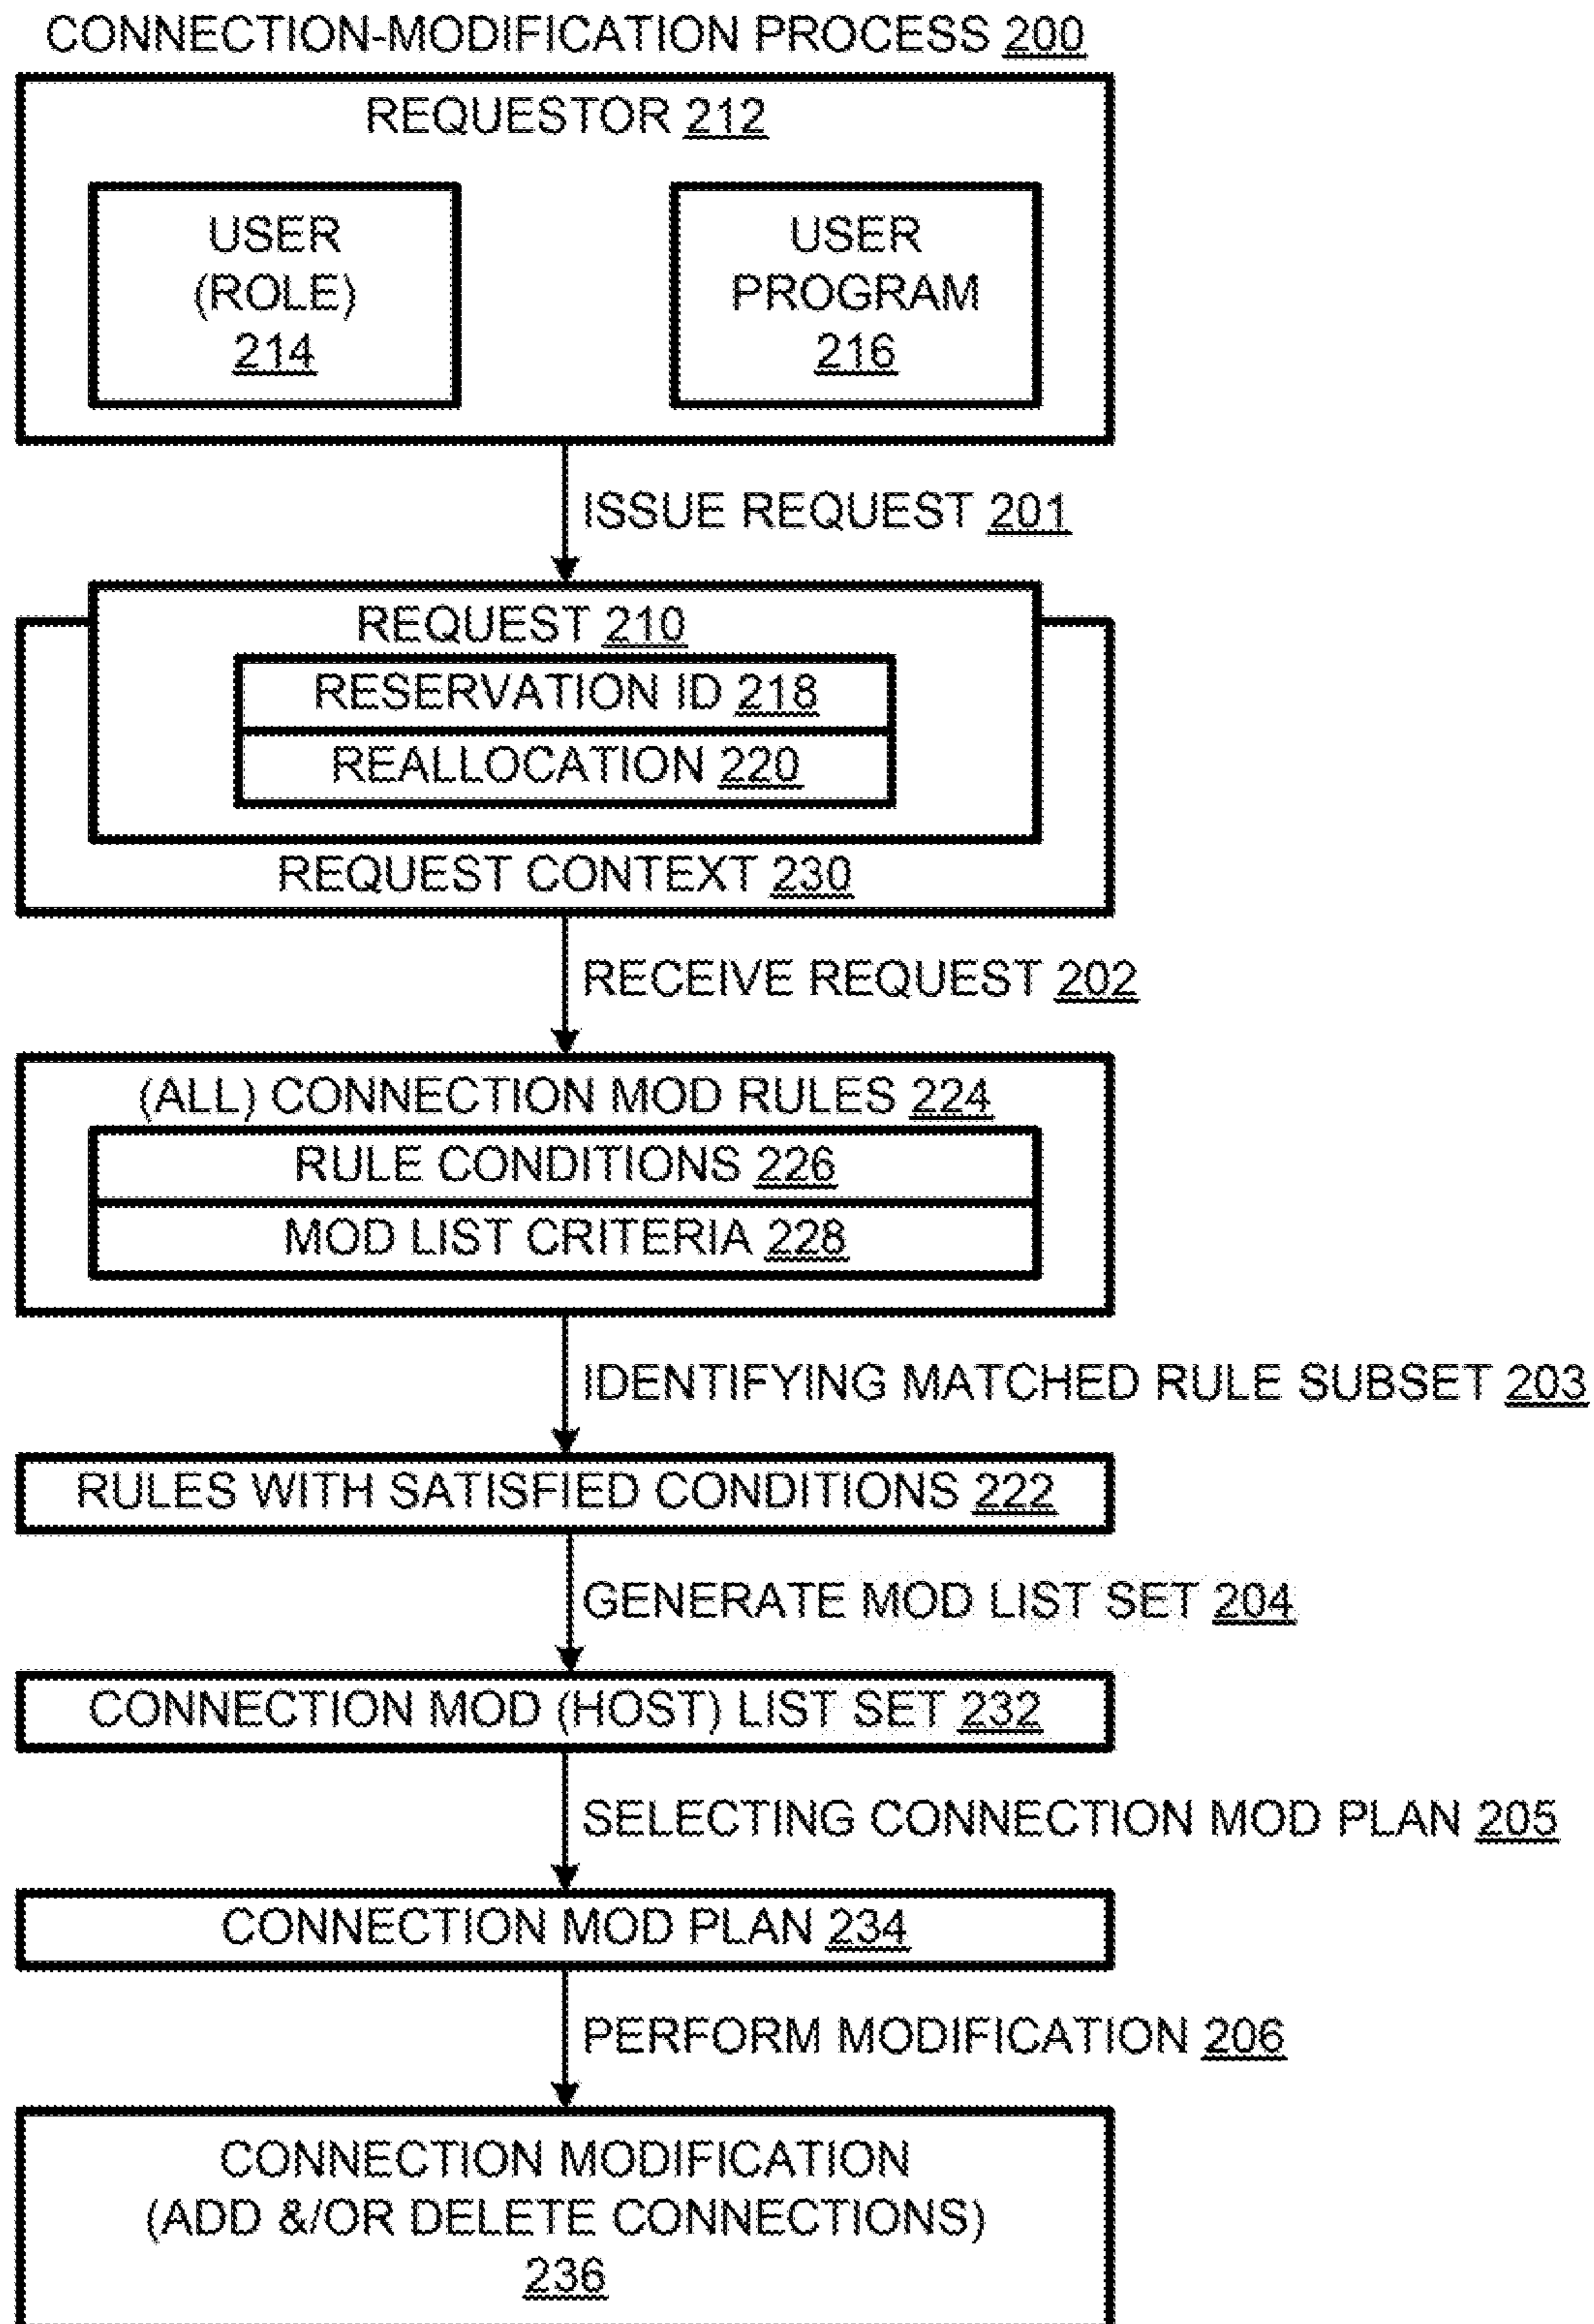 CONNECTION-MODIFICATION PROCESS 200
REQUESTOR 212
USER
(ROLE)
214
USER
PROGRAM
216
ISSUE REQUEST 201
REQUEST 210
RESERVATION ID 218
REALLOCATION 220
REQUEST CONTEXT 230
RECEIVE REQUEST 202
(ALL) CONNECTION MOD RULES 224
RULE CONDITIONS 226
MOD LIST CRITERIA 228
IDENTIFYING MATCHED RULE SUBSET 203
RULES WITH SATISFIED CONDITIONS 222
GENERATE MOD LIST SET 204
CONNECTION MOD (HOST) LIST SET 232
SELECTING CONNECTION MOD PLAN 205
CONNECTION MOD PLAN 234
PERFORM MODIFICATION 206
CONNECTION MODIFICATION
(ADD &/OR DELETE CONNECTIONS)
236